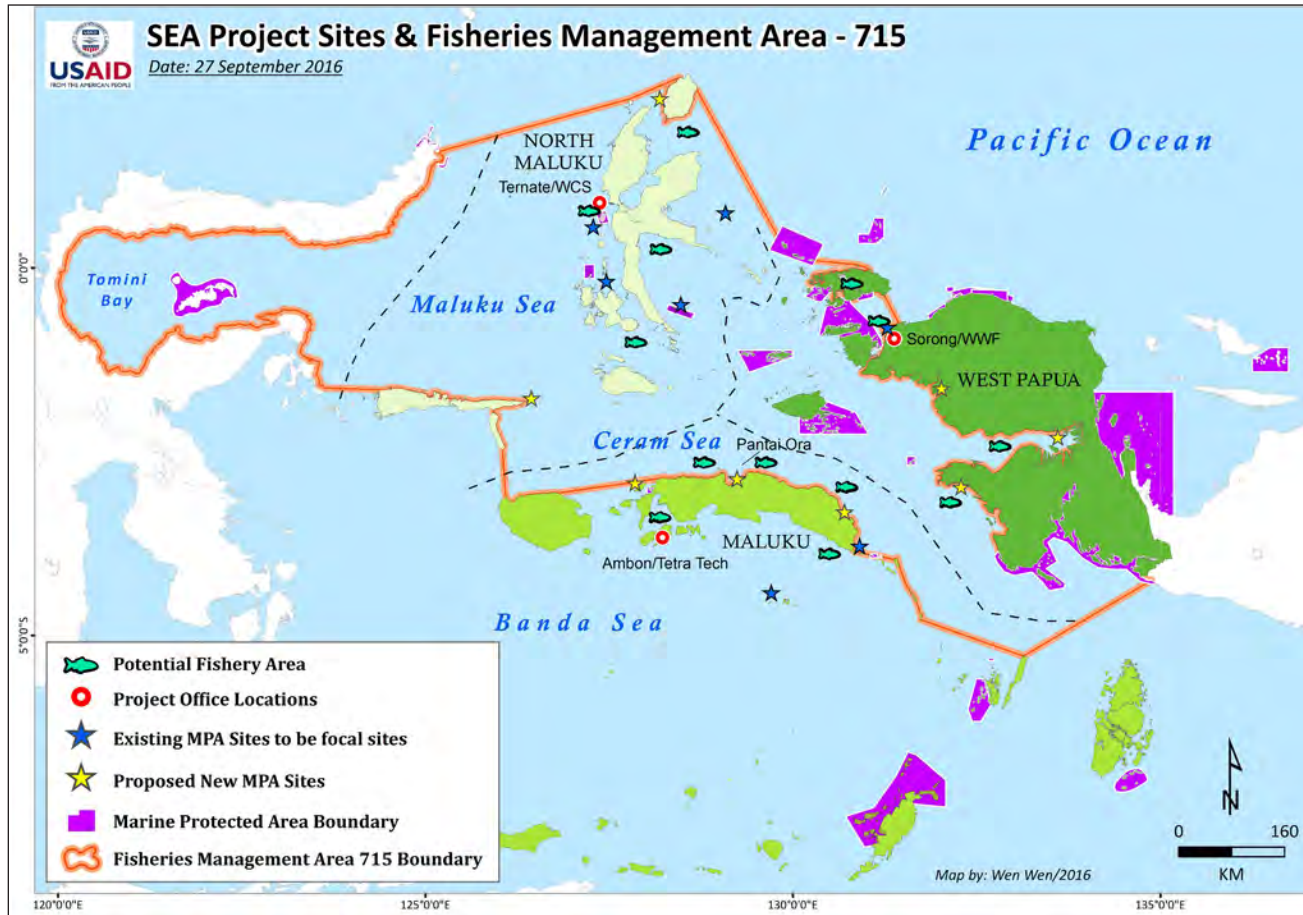 SEA Project Sites & Fisheries Management Area - 715
Date: 27 September 2016
USAID
FROM THE AMERICAN PEOPLE
Pacific Ocean
NORTH
MALUKU
Ternate/WCS
Tomini
Bay
Maluku Sea
Sorong/WWF
WEST PAPUA
Ceram Sea
Pantai Ora
MALUKU
Ambon/Tetra Tech
Banda Sea
0°0'0"
5°0'0"S
Potential Fishery Area
Project Office Locations
Existing MPA Sites to be focal sites
Proposed New MPA Sites
Marine Protected Area Boundary
Fisheries Management Area 715 Boundary
N
0 160
KM
Map by: Wen Wen/2016
120°0'0"E
125°0'0"E
130°0'0"E
135°0'0"E